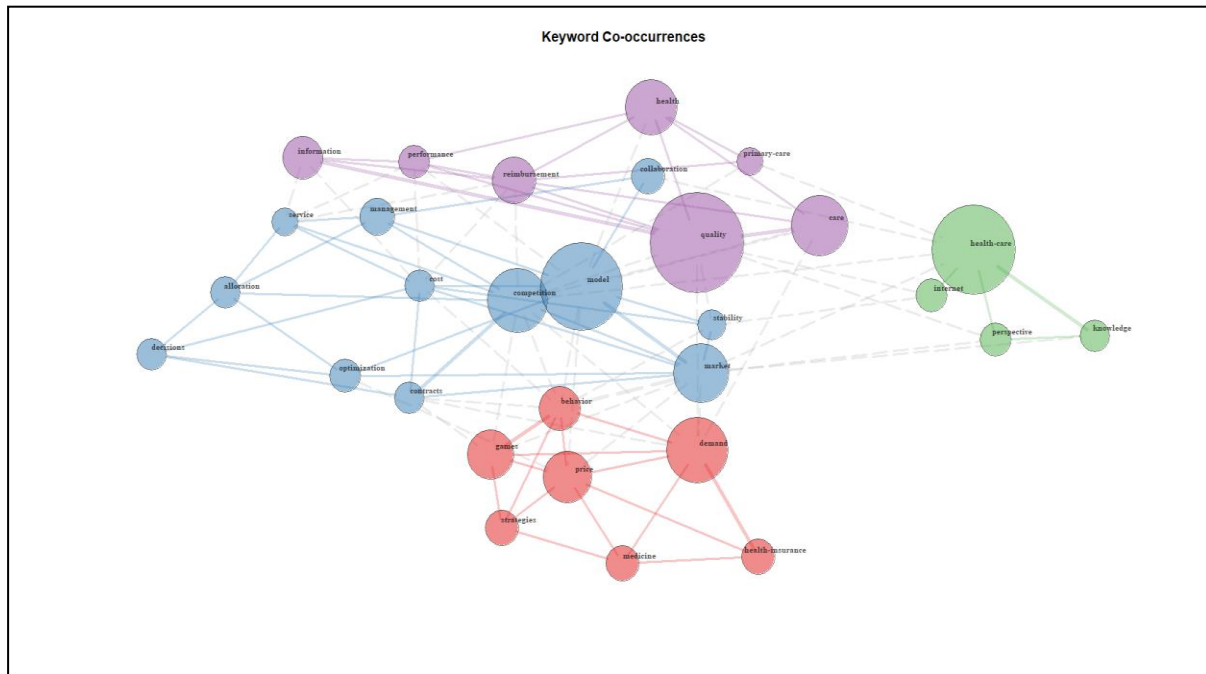 Keyword Co-occurrences
health
information
performance
primary-care
reimbursement
collaboration
management
service
care
quality
health-care
model
cost
allocation
competition
internet
stability
perspective
knowledge
decisions
optimization
market
contracts
behavior
games
demand
price
strategies
medicine
health-insurance